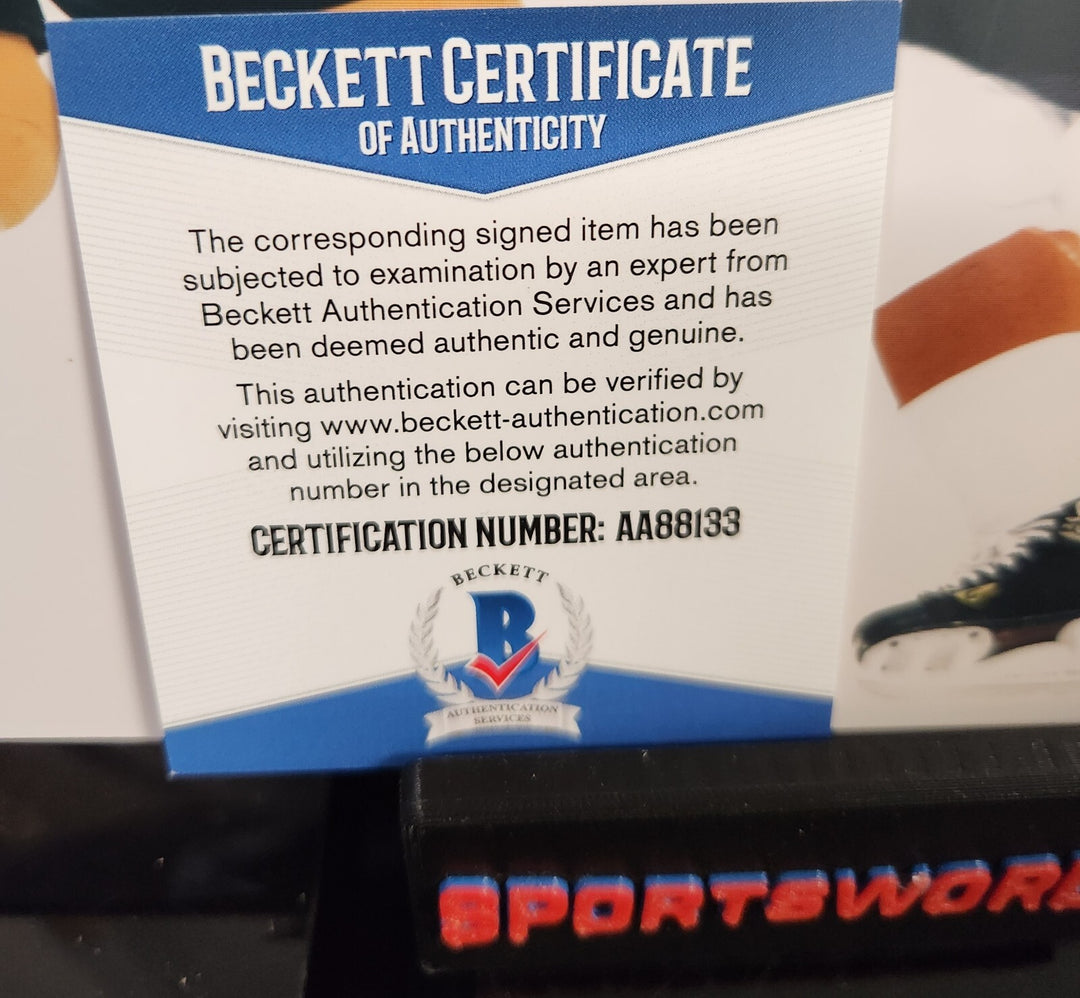 BECKETT CERTIFICATE
OF AUTHENTICITY
The corresponding signed item has been
subjected to examination by an expert from
Beckett Authentication Services and has
been deemed authentic and genuine.
This authentication can be verified by
visiting www.beckett-authentication.com
and utilizing the below authentication
number in the designated area.
CERTIFICATION NUMBER: AA88133
BECKETT
B
AUTHENTICATION
SERVICES
SPORTSWOR